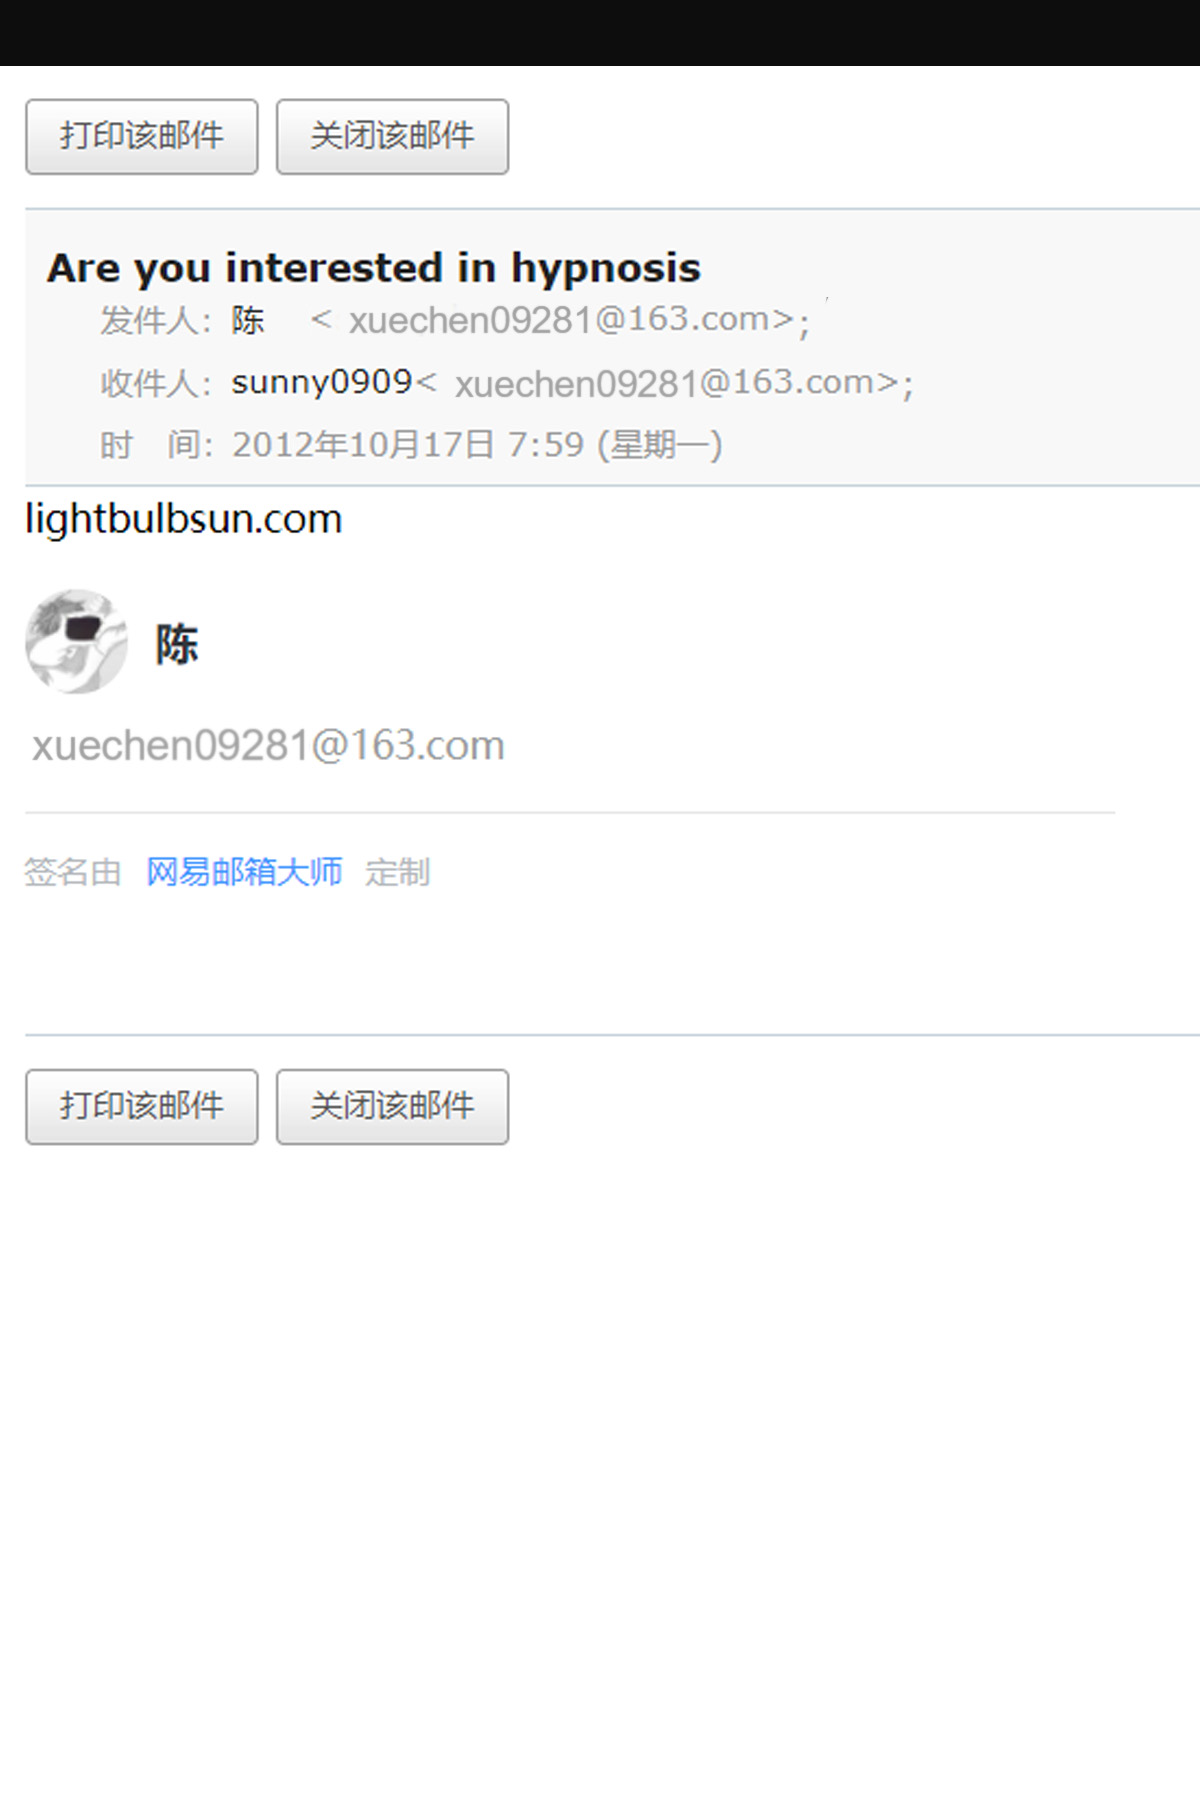 打印该邮件 关闭该邮件
Are you interested in hypnosis
发件人: 陈 < xuechen09281@163.com>;
收件人: sunny0909< xuechen09281@163.com>;
时 间: 2012年10月17日 7:59 (星期一)
lightbulbsun.com
陈
xuechen09281@163.com
签名由 网易邮箱大师 定制
打印该邮件 关闭该邮件